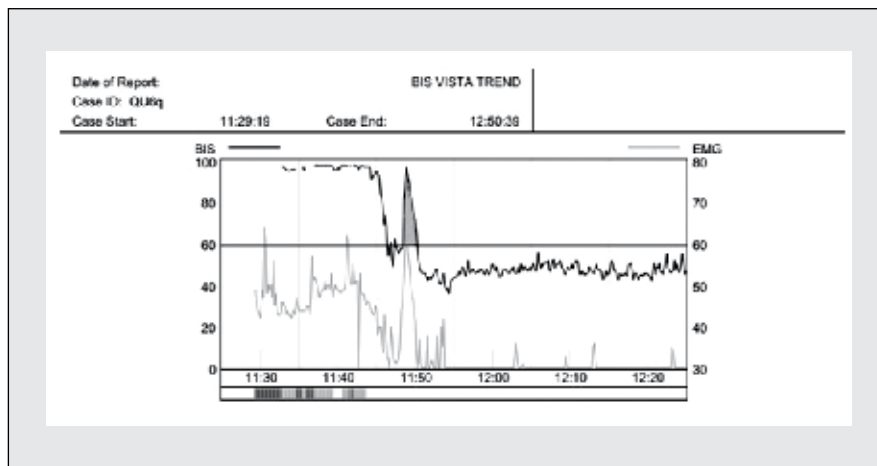 Date of Report: BIS VISTA TREND
Case ID: QU6q
Case Start: 11:29:19 Case End: 12:50:39
BIS EMG
100 80
80 70
60 60
40 50
20 40
0 30
11:30 11:40 11:50 12:00 12:10 12:20